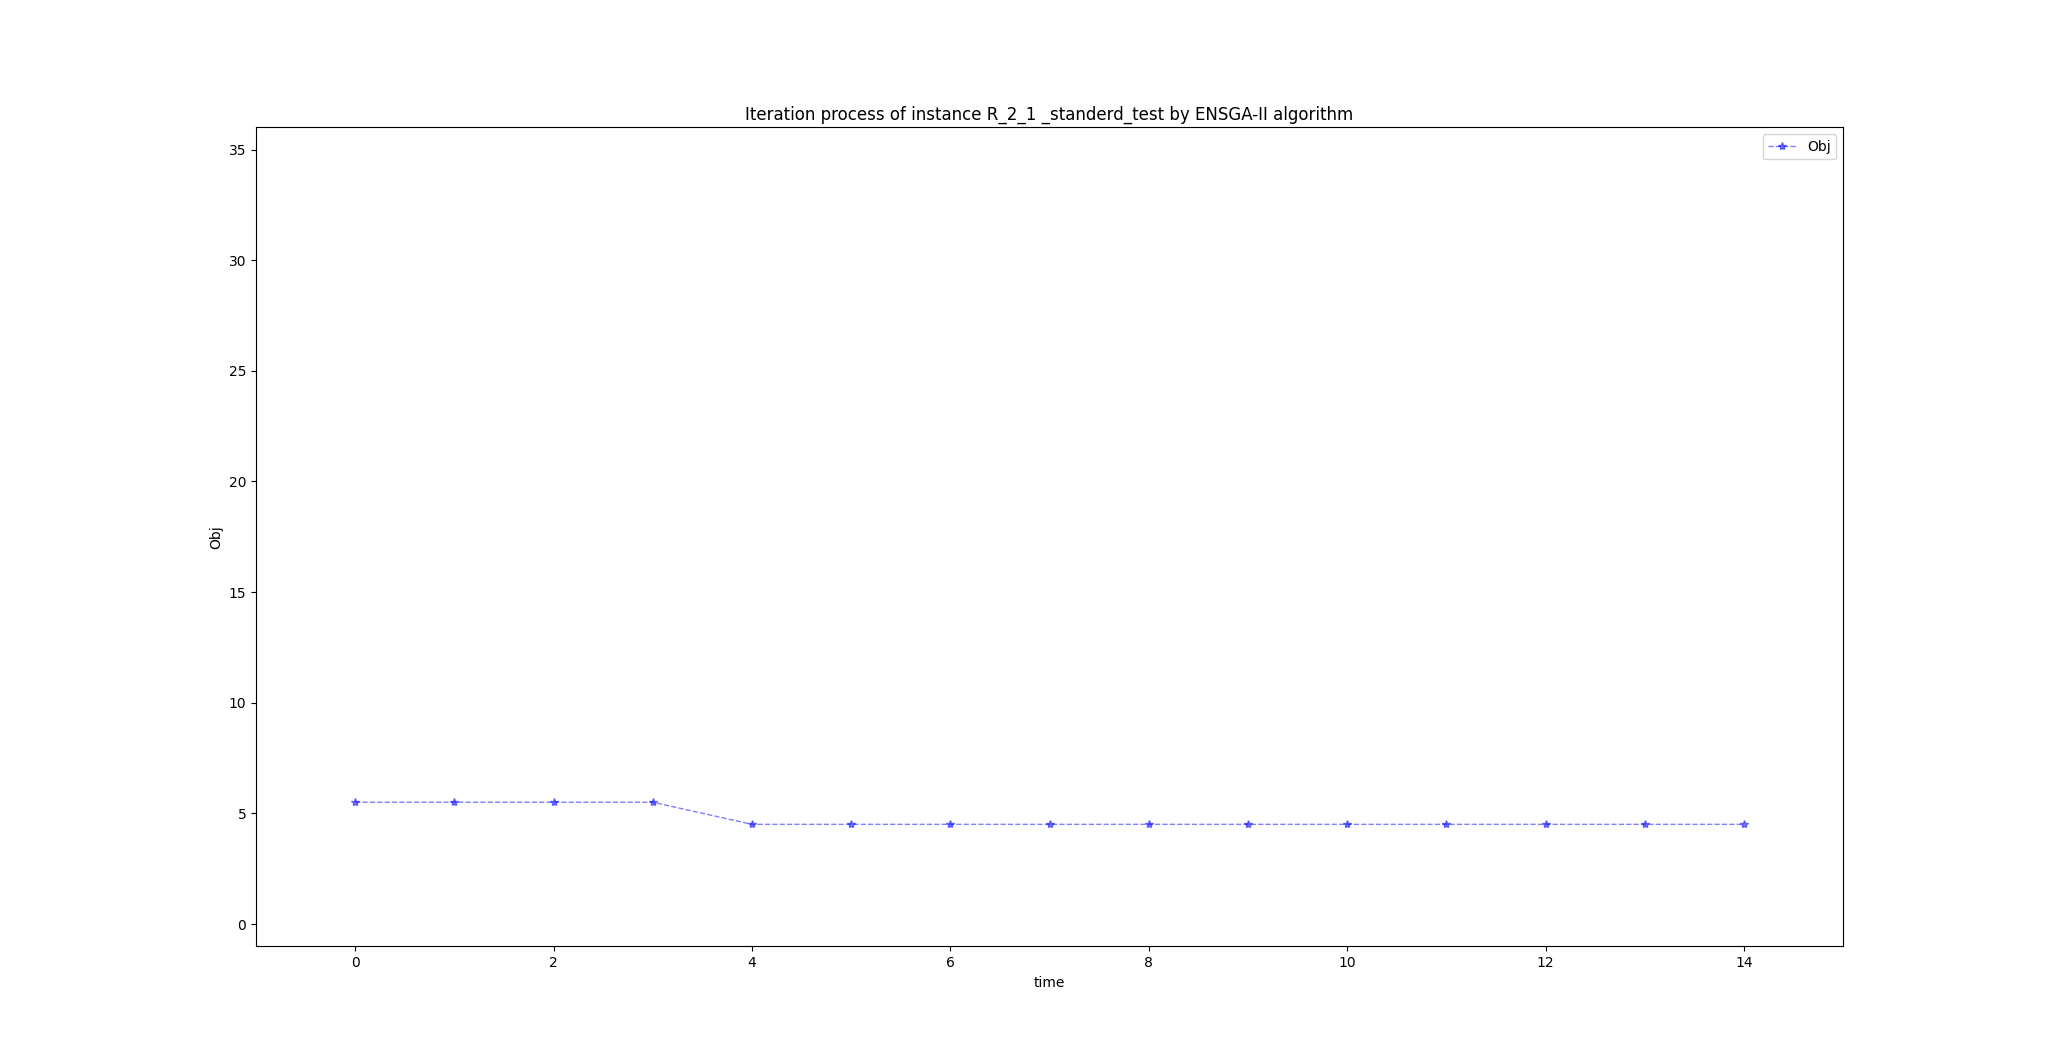 Iteration process of instance R_2_1 _standerd_test by ENSGA-II algorithm
Obj
35
30
25
20
15
10
5
0
Obj
0 2 4 6 8 10 12 14
time